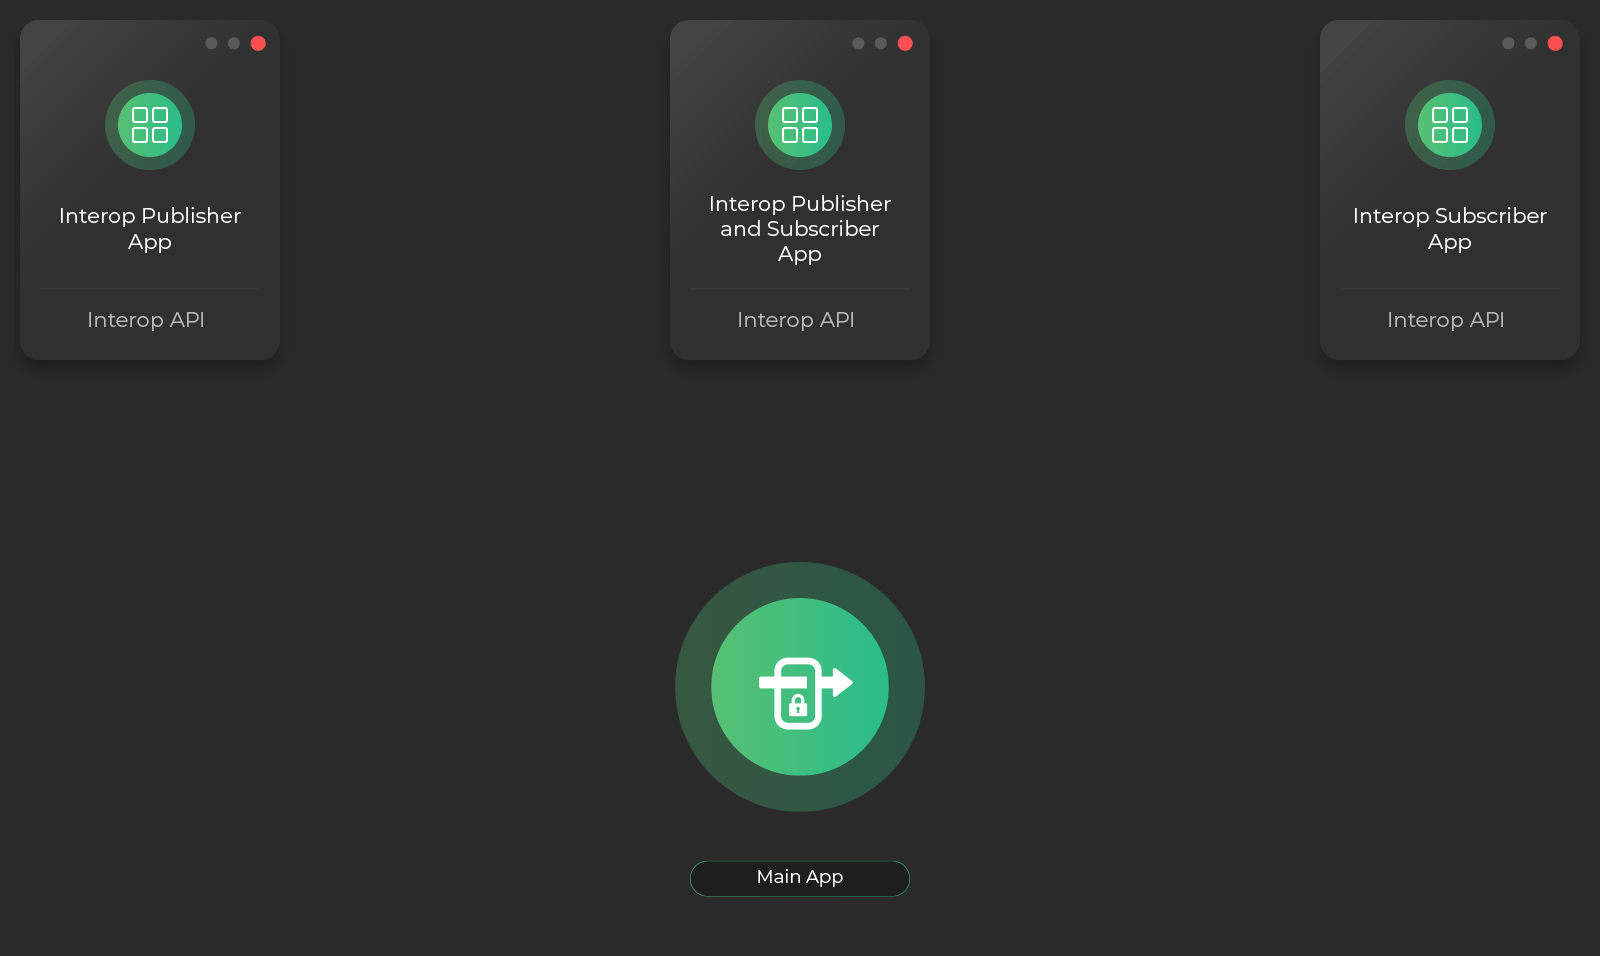 Interop Publisher
App
Interop API
Interop Publisher
and Subscriber
App
Interop API
Interop Subscriber
App
Interop API
Main App